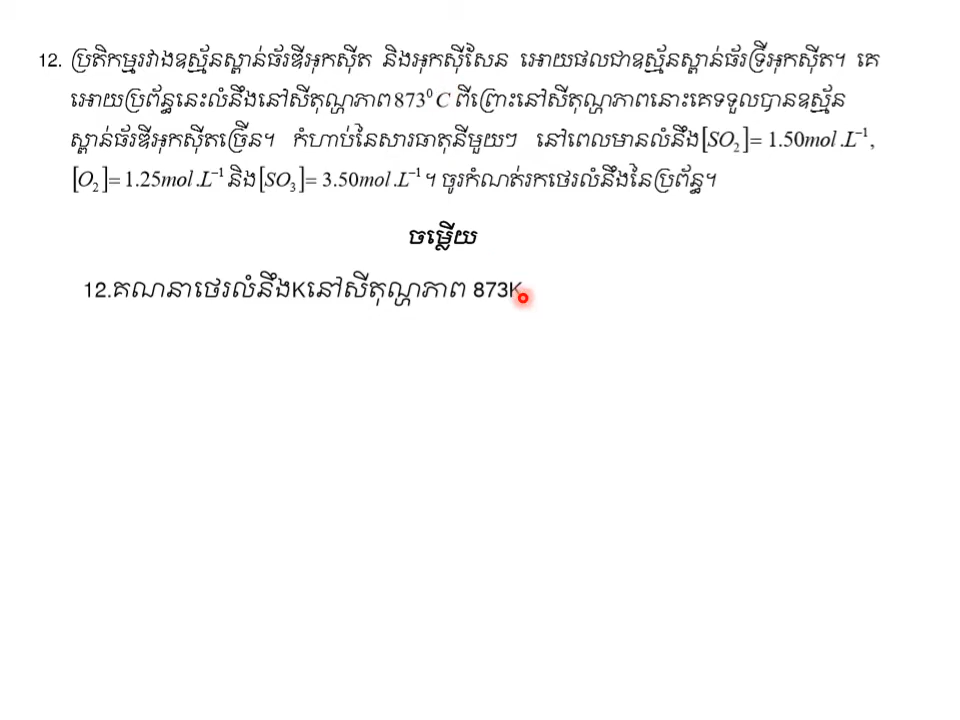 12. ប្រតិកម្មរវាងឧស្ម័នស្ពាន់ធ័រឌីអុកស៊ីត និងអុកស៊ីសែន អោយផលជាឧស្ម័នស្ពាន់ធ័រទ្រីអុកស៊ីត។ គេ
អោយប្រព័ន្ធនេះលំនឹងនៅសីតុណ្ហភាព 873⁰ C ពីព្រោះនៅសីតុណ្ហភាពនោះគេទទួលបានឧស្ម័ន
ស្ពាន់ធ័រឌីអុកស៊ីតច្រើន។ កំហាប់នៃសារធាតុនីមួយៗ នៅពេលមានលំនឹង [SO₂]= 1.50mol .L⁻¹,
[O₂]= 1.25mol .L⁻¹ និង [SO₃]= 3.50mol .L⁻¹ ។ ចូរកំណត់រកថេរលំនឹងនៃប្រព័ន្ធ។
ចម្លើយ
12.គណនាថេរលំនឹងKនៅសីតុណ្ហភាព 873K